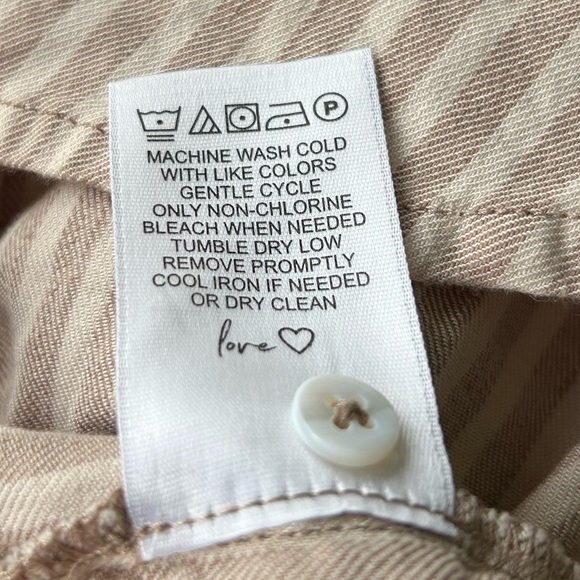 P
MACHINE WASH COLD
WITH LIKE COLORS
GENTLE CYCLE
ONLY NON-CHLORINE
BLEACH WHEN NEEDED
TUMBLE DRY LOW
REMOVE PROMPTLY
COOL IRON IF NEEDED
OR DRY CLEAN
love